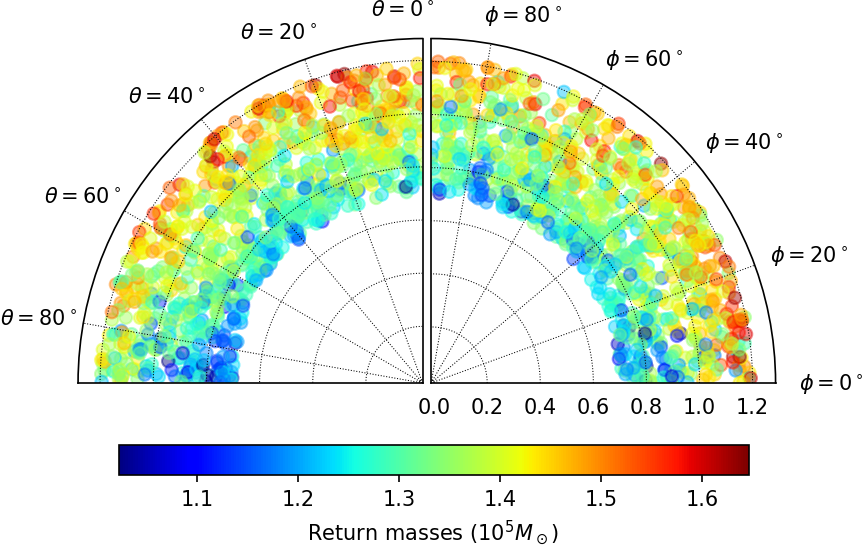 θ = 0° ϕ = 80°
θ = 20° ϕ = 60°
θ = 40° ϕ = 40°
θ = 60° ϕ = 20°
θ = 80° ϕ = 0°
0.0 0.2 0.4 0.6 0.8 1.0 1.2
1.1 1.2 1.3 1.4 1.5 1.6
Return masses (10⁵M☉)